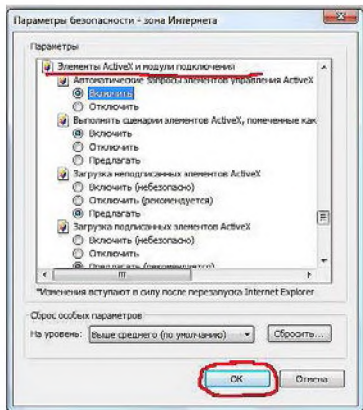 Параметры безопасности - зона Интернета
Параметры
Элементы ActiveX и модули подключения
Автоматические запросы элементов управления ActiveX
Включить
Отключить
Выполнять сценарии элементов ActiveX, помеченные как
Включить
Отключить
Предлагать
Загрузка неподписанных элементов ActiveX
Включить (небезопасно)
Отключить (рекомендуется)
Предлагать
Загрузка подписанных элементов ActiveX
Включить (небезопасно)
Отключить
Предлагать (рекомендуется)
*Изменения вступают в силу после перезапуска Internet Explorer
Сброс особых параметров
На уровень: Выше среднего (по умолчанию) Сбросить...
OK Отмена